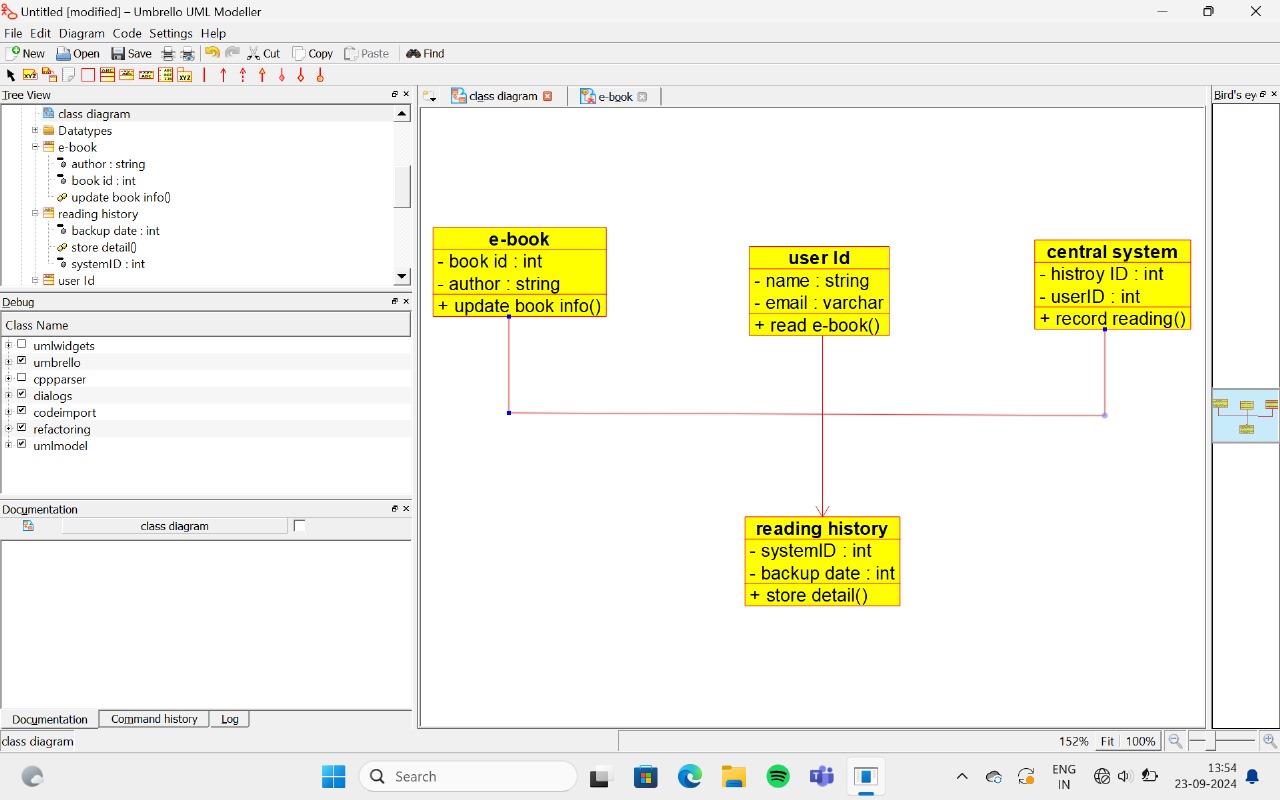 Untitled [modified] – Umbrello UML Modeller
File Edit Diagram Code Settings Help
New Open Save Cut Copy Paste Find
Tree View
class diagram
Datatypes
e-book
author : string
book id : int
update book info()
reading history
backup date : int
store detail()
systemID : int
user Id
Debug
Class Name
umlwidgets
umbrello
cppparser
dialogs
codeimport
refactoring
umlmodel
Documentation
class diagram
Documentation Command history Log
class diagram
class diagram e-book
e-book
- book id : int
- author : string
+ update book info()
user Id
- name : string
- email : varchar
+ read e-book()
central system
- histroy ID : int
- userID : int
+ record reading()
reading history
- systemID : int
- backup date : int
+ store detail()
Bird's ey
152% Fit 100%
Search
ENG
IN
13:54
23-09-2024